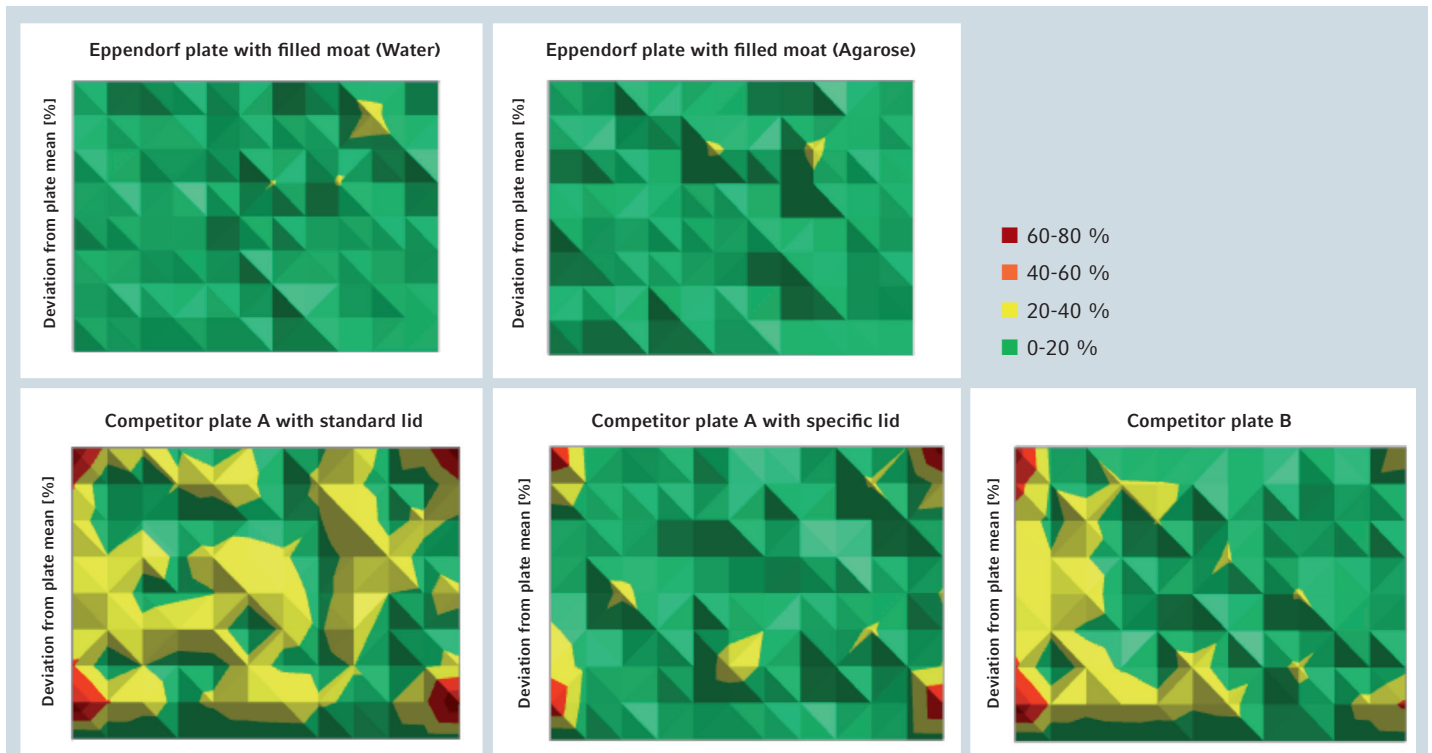 Eppendorf plate with filled moat (Water)
Deviation from plate mean [%]
Eppendorf plate with filled moat (Agarose)
Deviation from plate mean [%]
60-80 %
40-60 %
20-40 %
0-20 %
Competitor plate A with standard lid
Deviation from plate mean [%]
Competitor plate A with specific lid
Deviation from plate mean [%]
Competitor plate B
Deviation from plate mean [%]